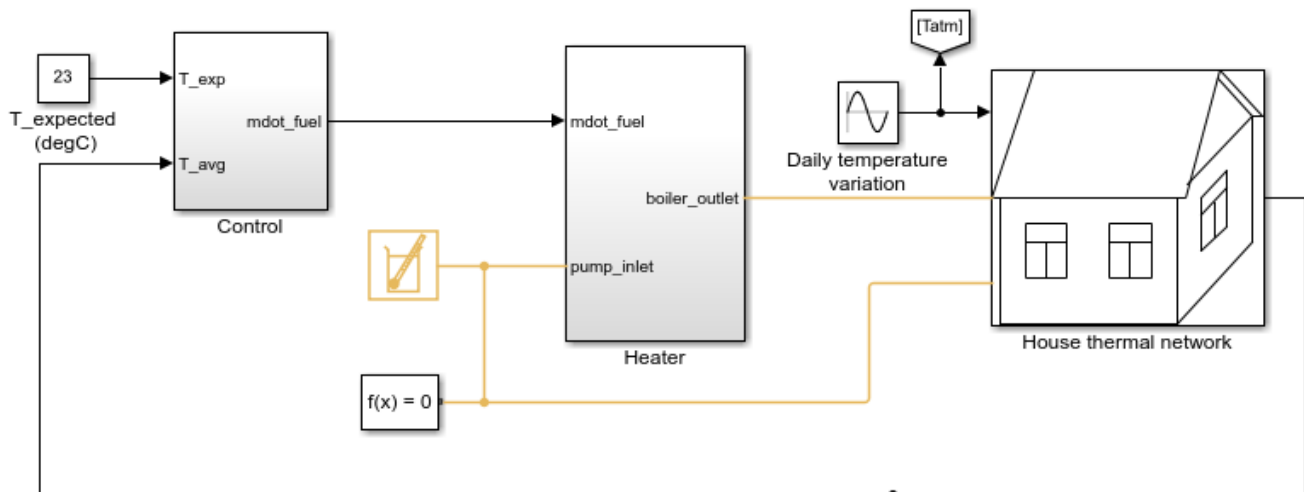 [Tatm]
23
T_expected
(degC)
T_exp
T_avg
mdot_fuel
Control
mdot_fuel
boiler_outlet
pump_inlet
Heater
f(x) = 0
Daily temperature
variation
House thermal network